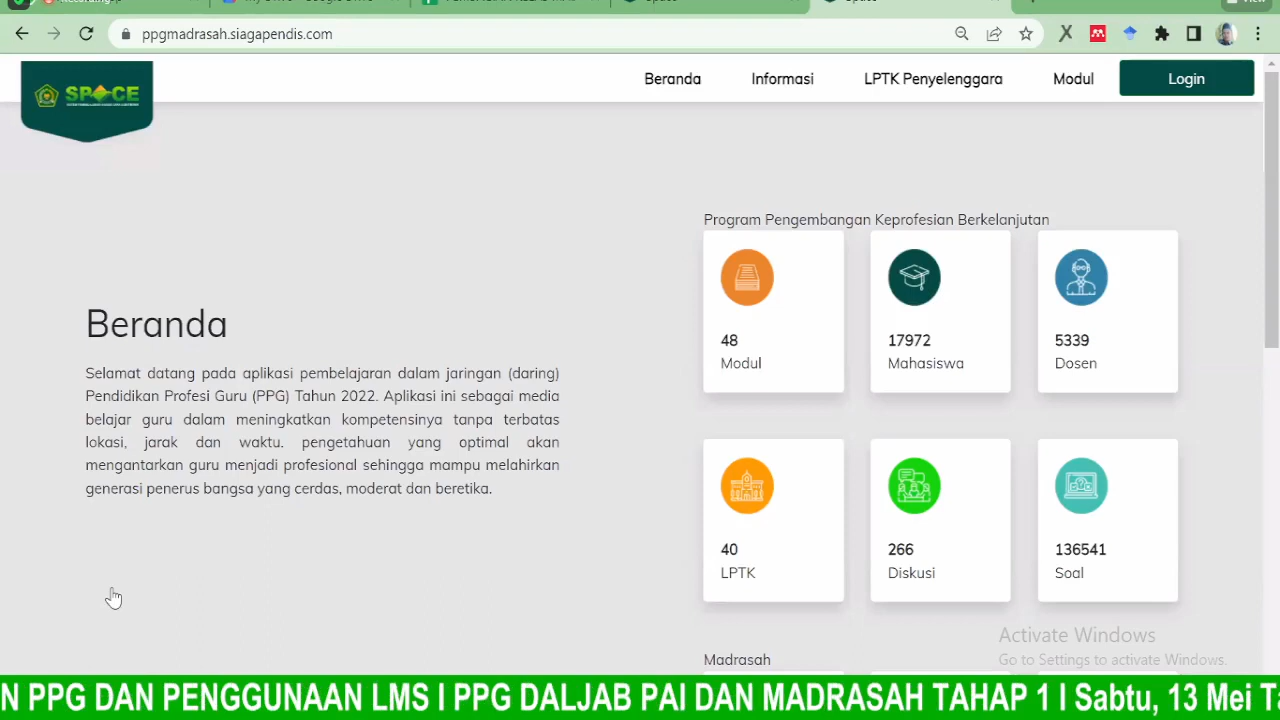 ppgmadrasah.siagapendis.com
SPACE
Beranda
Informasi
LPTK Penyelenggara
Modul
Login
Beranda
Selamat datang pada aplikasi pembelajaran dalam jaringan (daring)
Pendidikan Profesi Guru (PPG) Tahun 2022. Aplikasi ini sebagai media
belajar guru dalam meningkatkan kompetensinya tanpa terbatas
lokasi, jarak dan waktu. pengetahuan yang optimal akan
mengantarkan guru menjadi profesional sehingga mampu melahirkan
generasi penerus bangsa yang cerdas, moderat dan beretika.
Program Pengembangan Keprofesian Berkelanjutan
48
Modul
17972
Mahasiswa
5339
Dosen
40
LPTK
266
Diskusi
136541
Soal
Madrasah
Activate Windows
Go to Settings to activate Windows.
N PPG DAN PENGGUNAAN LMS I PPG DALJAB PAI DAN MADRASAH TAHAP 1 I Sabtu, 13 Mei Ta